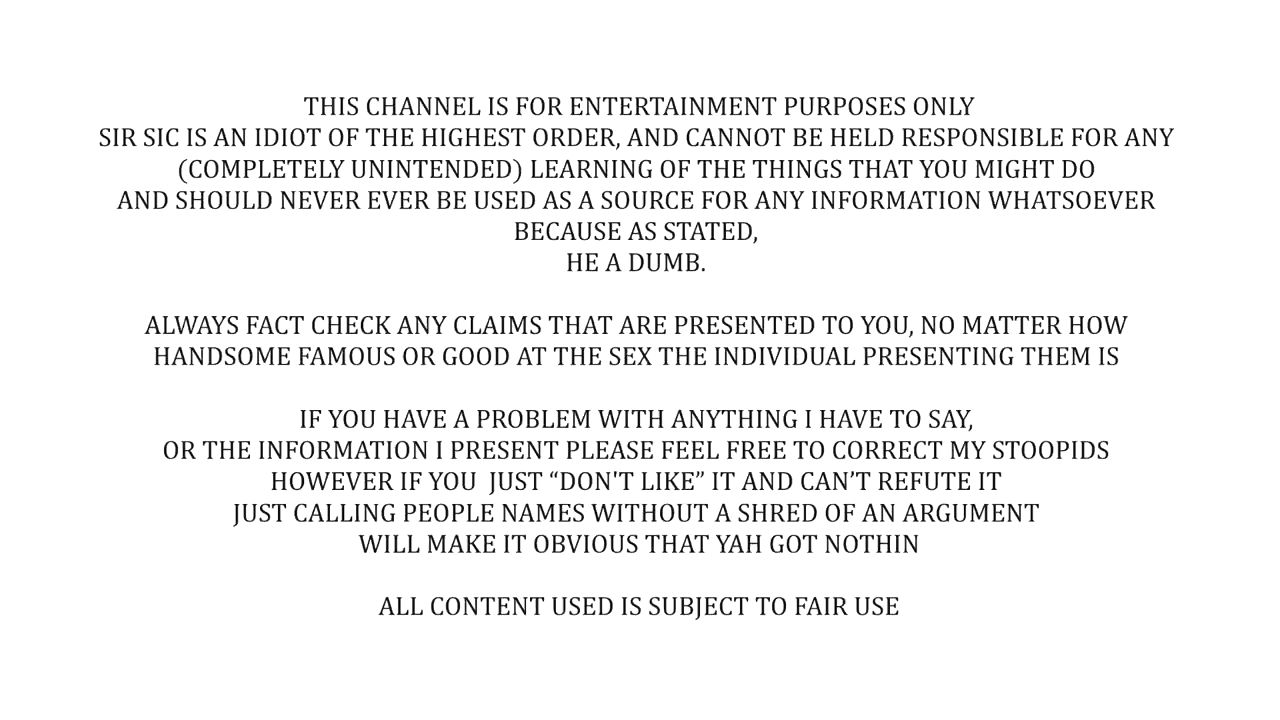 THIS CHANNEL IS FOR ENTERTAINMENT PURPOSES ONLY
SIR SIC IS AN IDIOT OF THE HIGHEST ORDER, AND CANNOT BE HELD RESPONSIBLE FOR ANY
(COMPLETELY UNINTENDED) LEARNING OF THE THINGS THAT YOU MIGHT DO
AND SHOULD NEVER EVER BE USED AS A SOURCE FOR ANY INFORMATION WHATSOEVER
BECAUSE AS STATED,
HE A DUMB.
ALWAYS FACT CHECK ANY CLAIMS THAT ARE PRESENTED TO YOU, NO MATTER HOW
HANDSOME FAMOUS OR GOOD AT THE SEX THE INDIVIDUAL PRESENTING THEM IS
IF YOU HAVE A PROBLEM WITH ANYTHING I HAVE TO SAY,
OR THE INFORMATION I PRESENT PLEASE FEEL FREE TO CORRECT MY STOOPIDS
HOWEVER IF YOU  JUST “DON'T LIKE” IT AND CAN’T REFUTE IT
JUST CALLING PEOPLE NAMES WITHOUT A SHRED OF AN ARGUMENT
WILL MAKE IT OBVIOUS THAT YAH GOT NOTHIN
ALL CONTENT USED IS SUBJECT TO FAIR USE